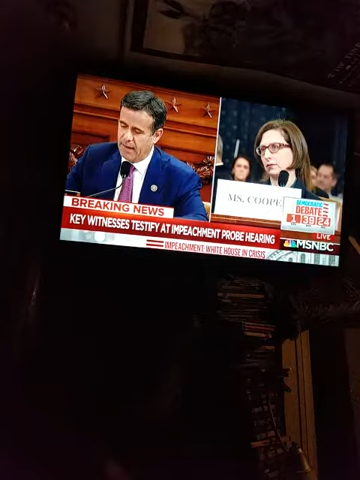 MS. COOPE
BREAKING NEWS
KEY WITNESSES TESTIFY AT IMPEACHMENT PROBE HEARING
IMPEACHMENT: WHITE HOUSE IN CRISIS
DEMOCRATIC
DEBATE
LIVE
MSNBC